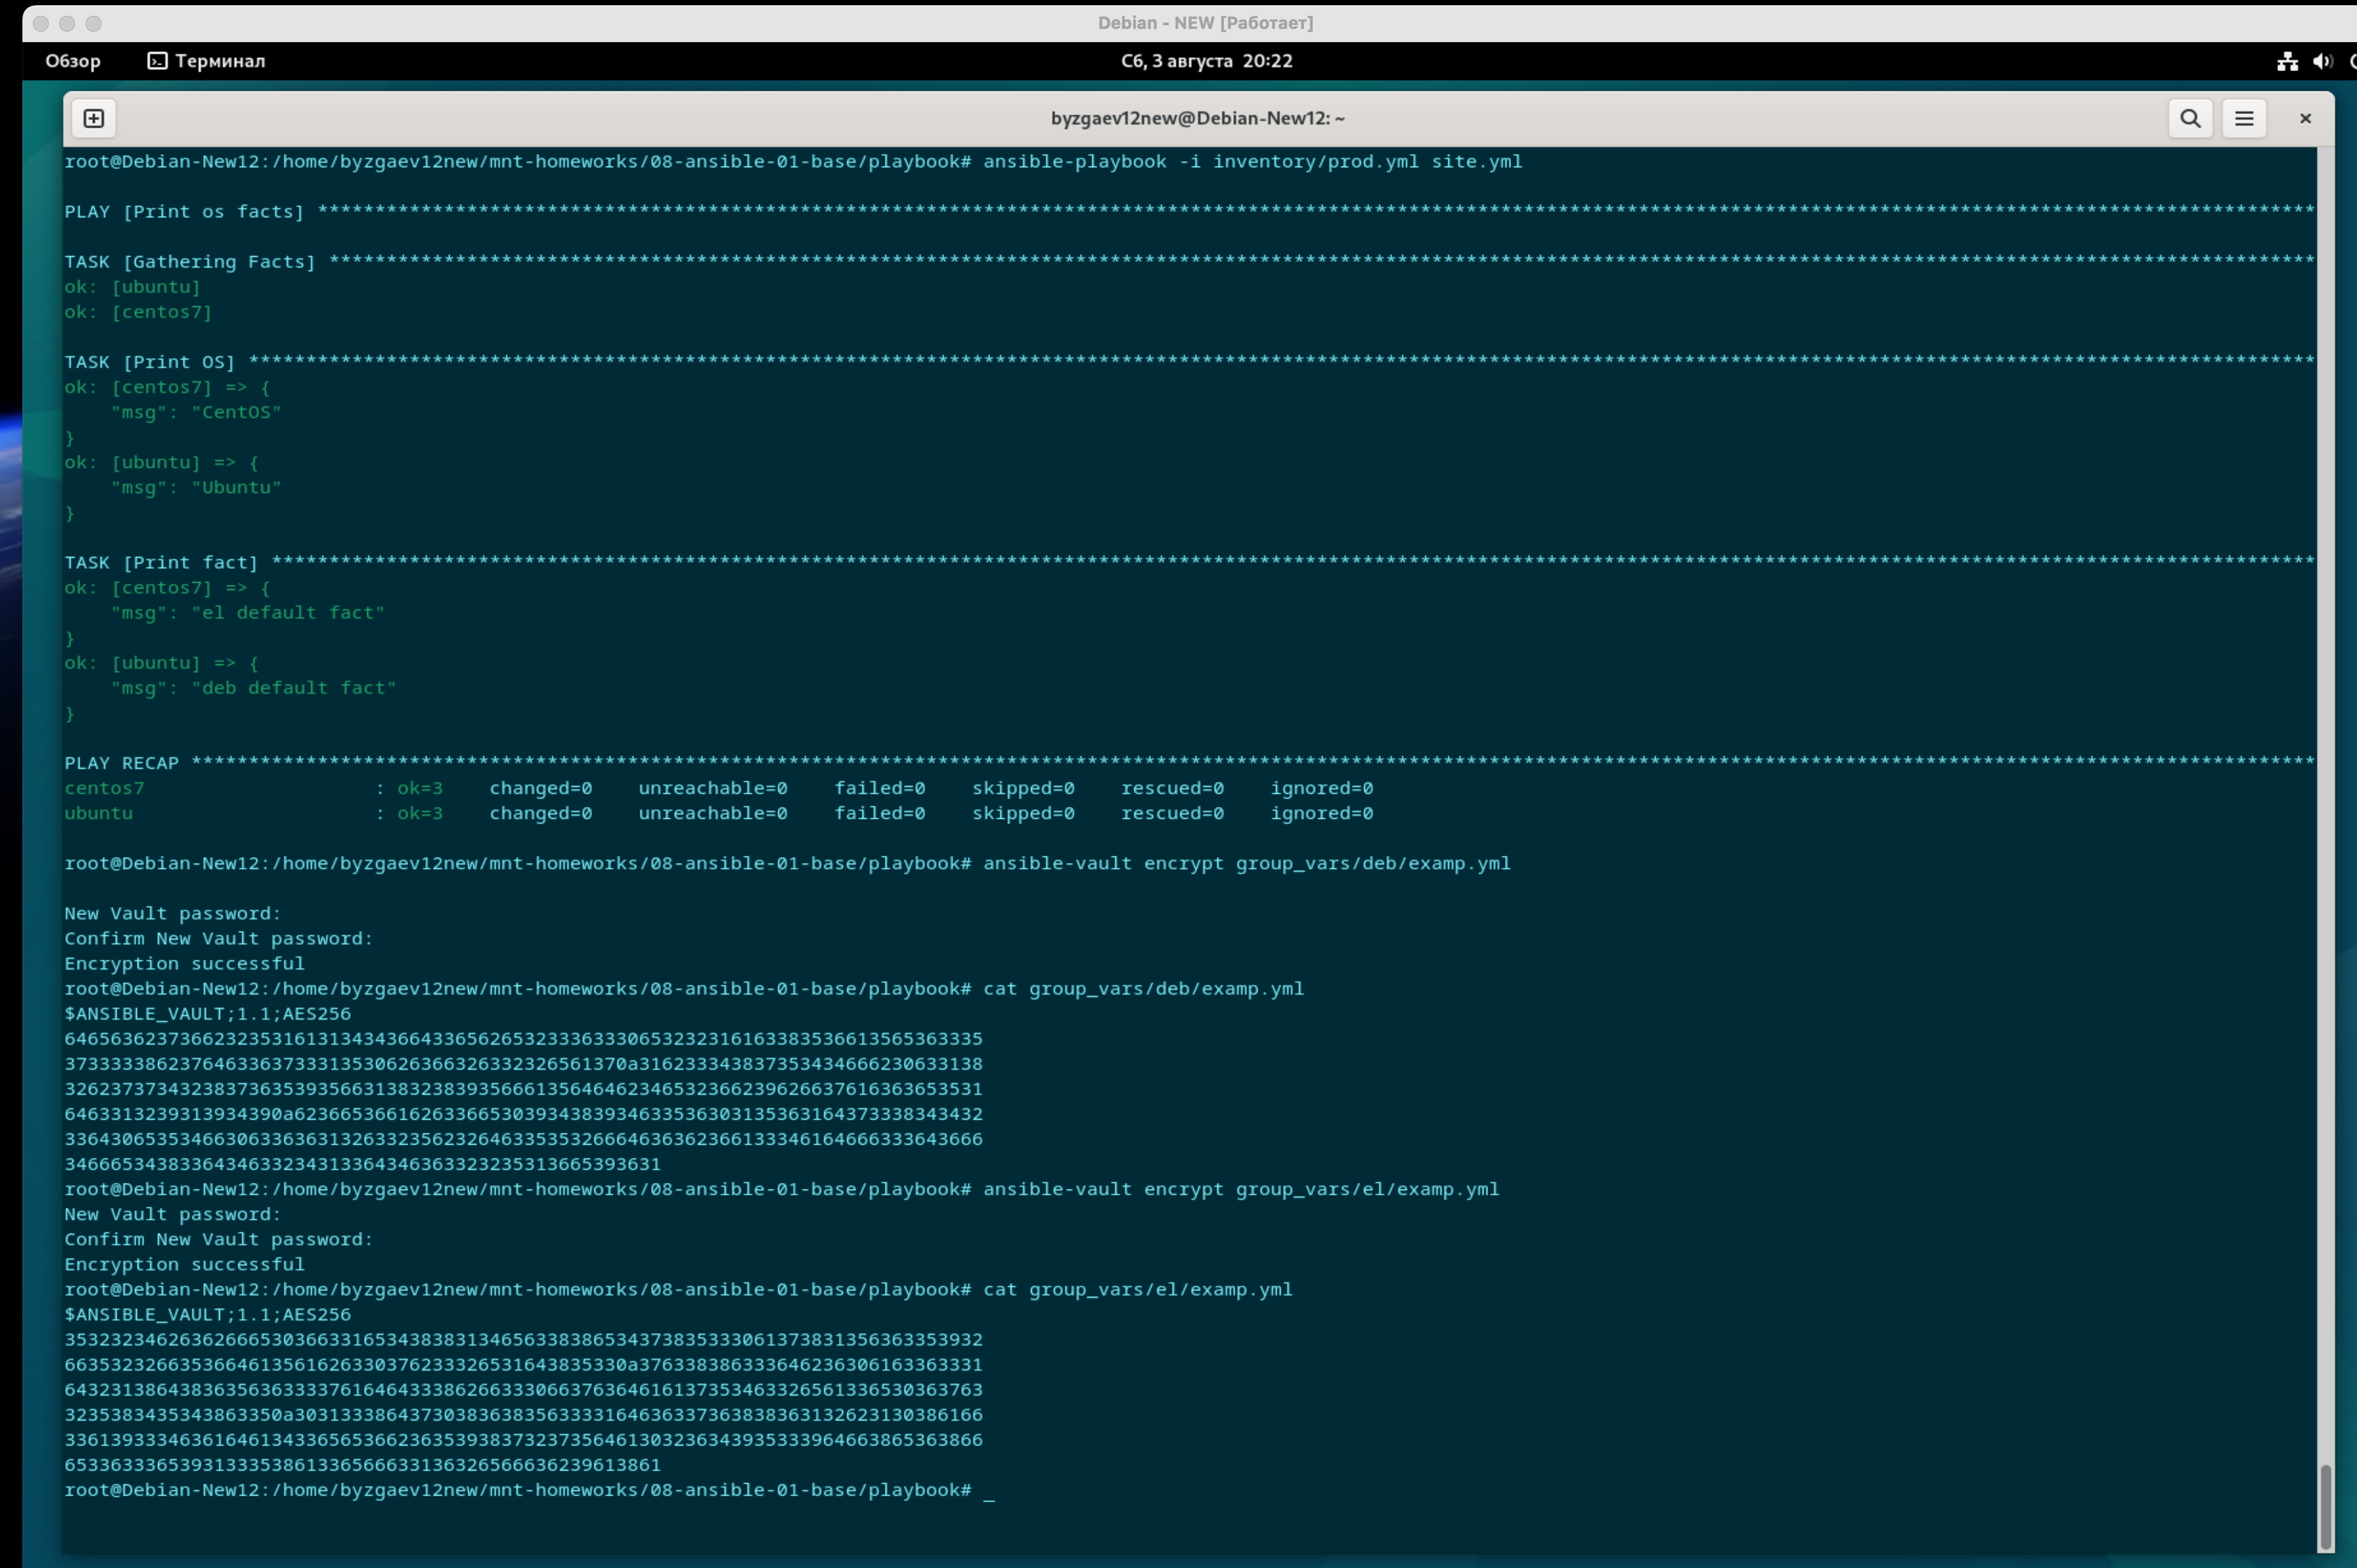 Debian - NEW [Работает]
Обзор Терминал Сб, 3 августа 20:22
byzgaev12new@Debian-New12: ~
root@Debian-New12:/home/byzgaev12new/mnt-homeworks/08-ansible-01-base/playbook# ansible-playbook -i inventory/prod.yml site.yml
PLAY [Print os facts] ******************************************************************************************************************************************************************************
TASK [Gathering Facts] *****************************************************************************************************************************************************************************
ok: [ubuntu]
ok: [centos7]
TASK [Print OS] ************************************************************************************************************************************************************************************
ok: [centos7] => {
    "msg": "CentOS"
}
ok: [ubuntu] => {
    "msg": "Ubuntu"
}
TASK [Print fact] **********************************************************************************************************************************************************************************
ok: [centos7] => {
    "msg": "el default fact"
}
ok: [ubuntu] => {
    "msg": "deb default fact"
}
PLAY RECAP *****************************************************************************************************************************************************************************************
centos7                    : ok=3    changed=0    unreachable=0    failed=0    skipped=0    rescued=0    ignored=0
ubuntu                     : ok=3    changed=0    unreachable=0    failed=0    skipped=0    rescued=0    ignored=0
root@Debian-New12:/home/byzgaev12new/mnt-homeworks/08-ansible-01-base/playbook# ansible-vault encrypt group_vars/deb/examp.yml
New Vault password:
Confirm New Vault password:
Encryption successful
root@Debian-New12:/home/byzgaev12new/mnt-homeworks/08-ansible-01-base/playbook# cat group_vars/deb/examp.yml
$ANSIBLE_VAULT;1.1;AES256
64656362373662323531613134343664336562653233363330653232316163383536613565363335
3733333862376463363733313530626366326332326561370a316233343837353434666230633138
32623737343238373635393566313832383935666135646462346532366239626637616363653531
6463313239313934390a623665366162633665303934383934633536303135363164373338343432
33643065353466306336363132633235623264633535326664636362366133346164666333643666
3466653438336434633234313364346363323235313665393631
root@Debian-New12:/home/byzgaev12new/mnt-homeworks/08-ansible-01-base/playbook# ansible-vault encrypt group_vars/el/examp.yml
New Vault password:
Confirm New Vault password:
Encryption successful
root@Debian-New12:/home/byzgaev12new/mnt-homeworks/08-ansible-01-base/playbook# cat group_vars/el/examp.yml
$ANSIBLE_VAULT;1.1;AES256
35323234626362666530366331653438383134656338386534373835333061373831356363353932
6635323266353664613561626330376233326531643835330a376338386333646236306163363331
64323138643836356363333761646433386266333066376364616137353463326561336530363763
3235383435343863350a303133386437303836383563333164636337363838363132623130386166
33613933346361646134336565366236353938373237356461303236343935333964663865363866
6533633365393133353861336566633136326566636239613861
root@Debian-New12:/home/byzgaev12new/mnt-homeworks/08-ansible-01-base/playbook# _